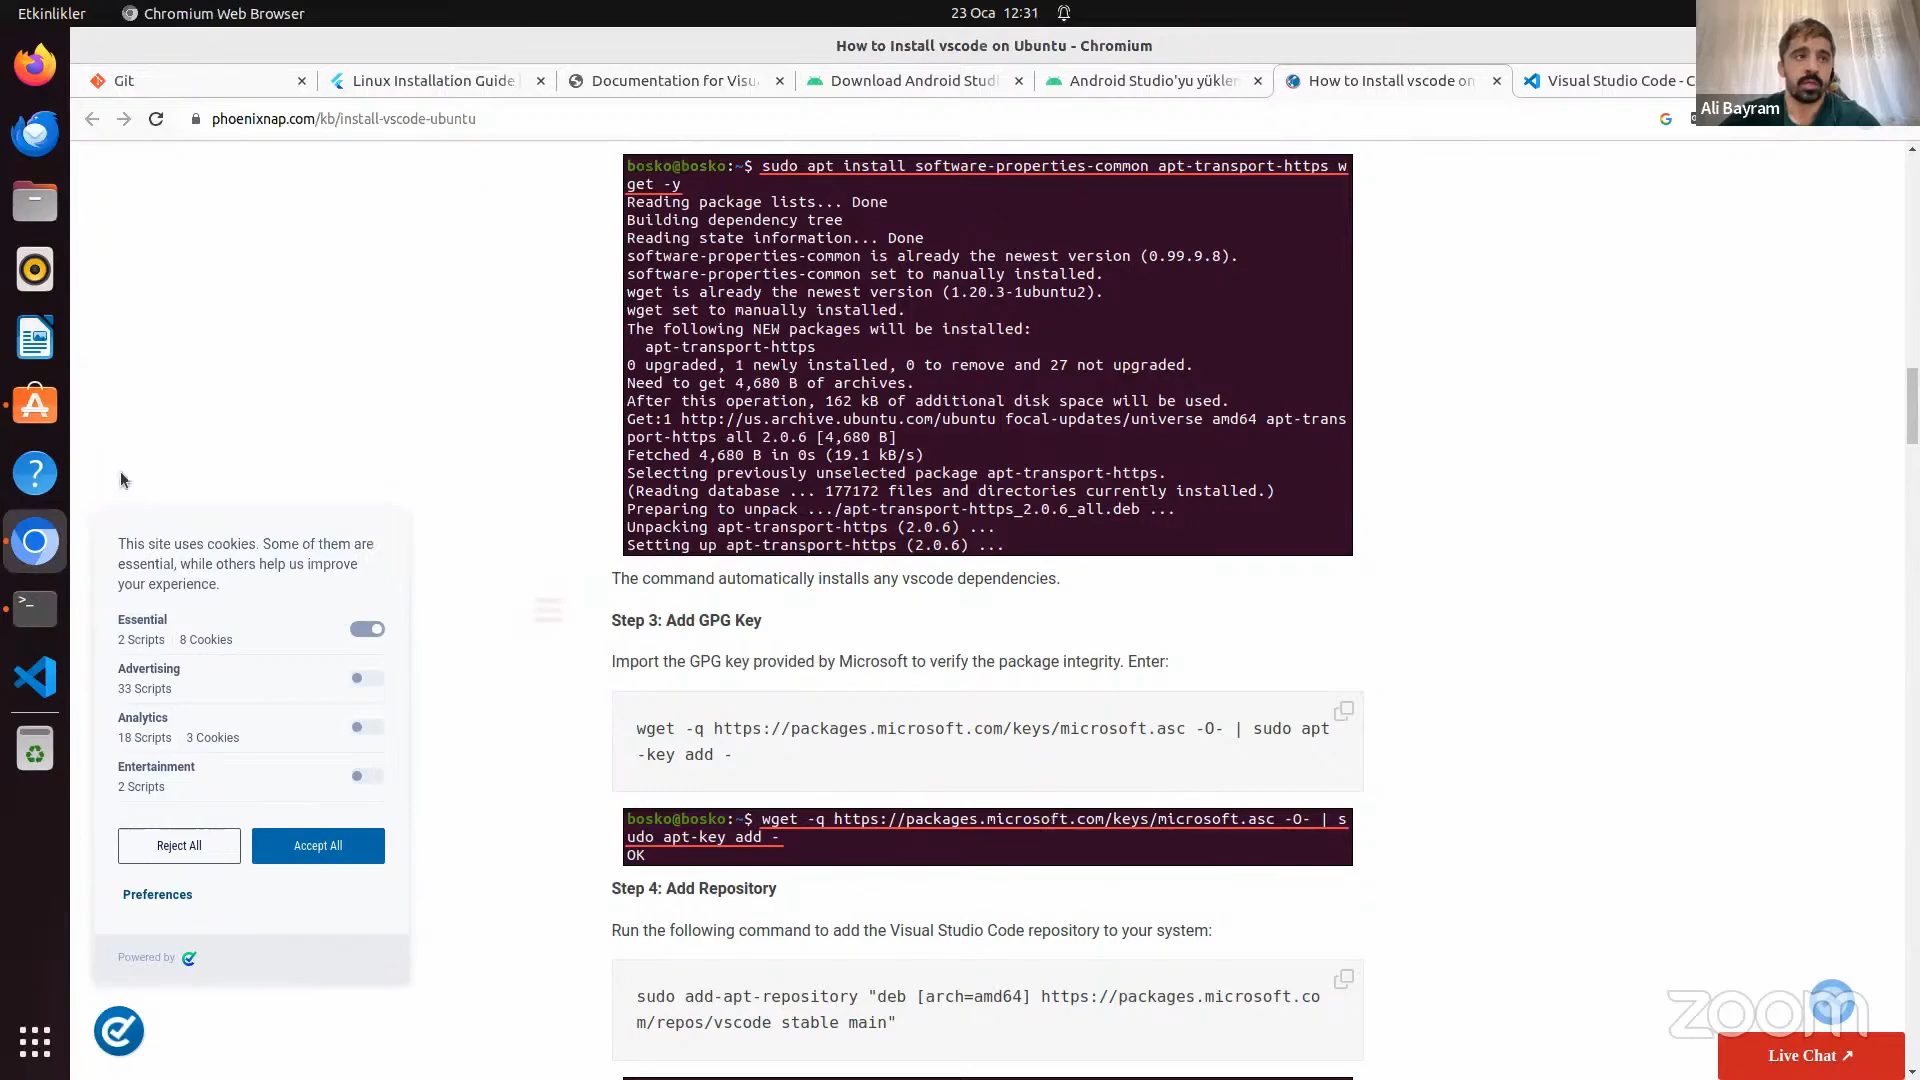 Etkinlikler
Chromium Web Browser
23 Oca 12:31
How to Install vscode on Ubuntu - Chromium
Git
Linux Installation Guide
Documentation for Visu
Download Android Studi
Android Studio'yu yüklen
How to Install vscode on
Visual Studio Code - C
Ali Bayram
phoenixnap.com/kb/install-vscode-ubuntu
bosko@bosko:~$ sudo apt install software-properties-common apt-transport-https w
get -y
Reading package lists... Done
Building dependency tree
Reading state information... Done
software-properties-common is already the newest version (0.99.9.8).
software-properties-common set to manually installed.
wget is already the newest version (1.20.3-1ubuntu2).
wget set to manually installed.
The following NEW packages will be installed:
apt-transport-https
0 upgraded, 1 newly installed, 0 to remove and 27 not upgraded.
Need to get 4,680 B of archives.
After this operation, 162 kB of additional disk space will be used.
Get:1 http://us.archive.ubuntu.com/ubuntu focal-updates/universe amd64 apt-trans
port-https all 2.0.6 [4,680 B]
Fetched 4,680 B in 0s (19.1 kB/s)
Selecting previously unselected package apt-transport-https.
(Reading database ... 177172 files and directories currently installed.)
Preparing to unpack .../apt-transport-https_2.0.6_all.deb ...
Unpacking apt-transport-https (2.0.6) ...
Setting up apt-transport-https (2.0.6) ...
The command automatically installs any vscode dependencies.
Step 3: Add GPG Key
Import the GPG key provided by Microsoft to verify the package integrity. Enter:
wget -q https://packages.microsoft.com/keys/microsoft.asc -O- | sudo apt
-key add -
bosko@bosko:~$ wget -q https://packages.microsoft.com/keys/microsoft.asc -O- | s
udo apt-key add -
OK
Step 4: Add Repository
Run the following command to add the Visual Studio Code repository to your system:
sudo add-apt-repository "deb [arch=amd64] https://packages.microsoft.co
m/repos/vscode stable main"
This site uses cookies. Some of them are
essential, while others help us improve
your experience.
Essential
2 Scripts 8 Cookies
Advertising
33 Scripts
Analytics
18 Scripts 3 Cookies
Entertainment
2 Scripts
Reject All
Accept All
Preferences
Powered by
zoom
Live Chat ↗